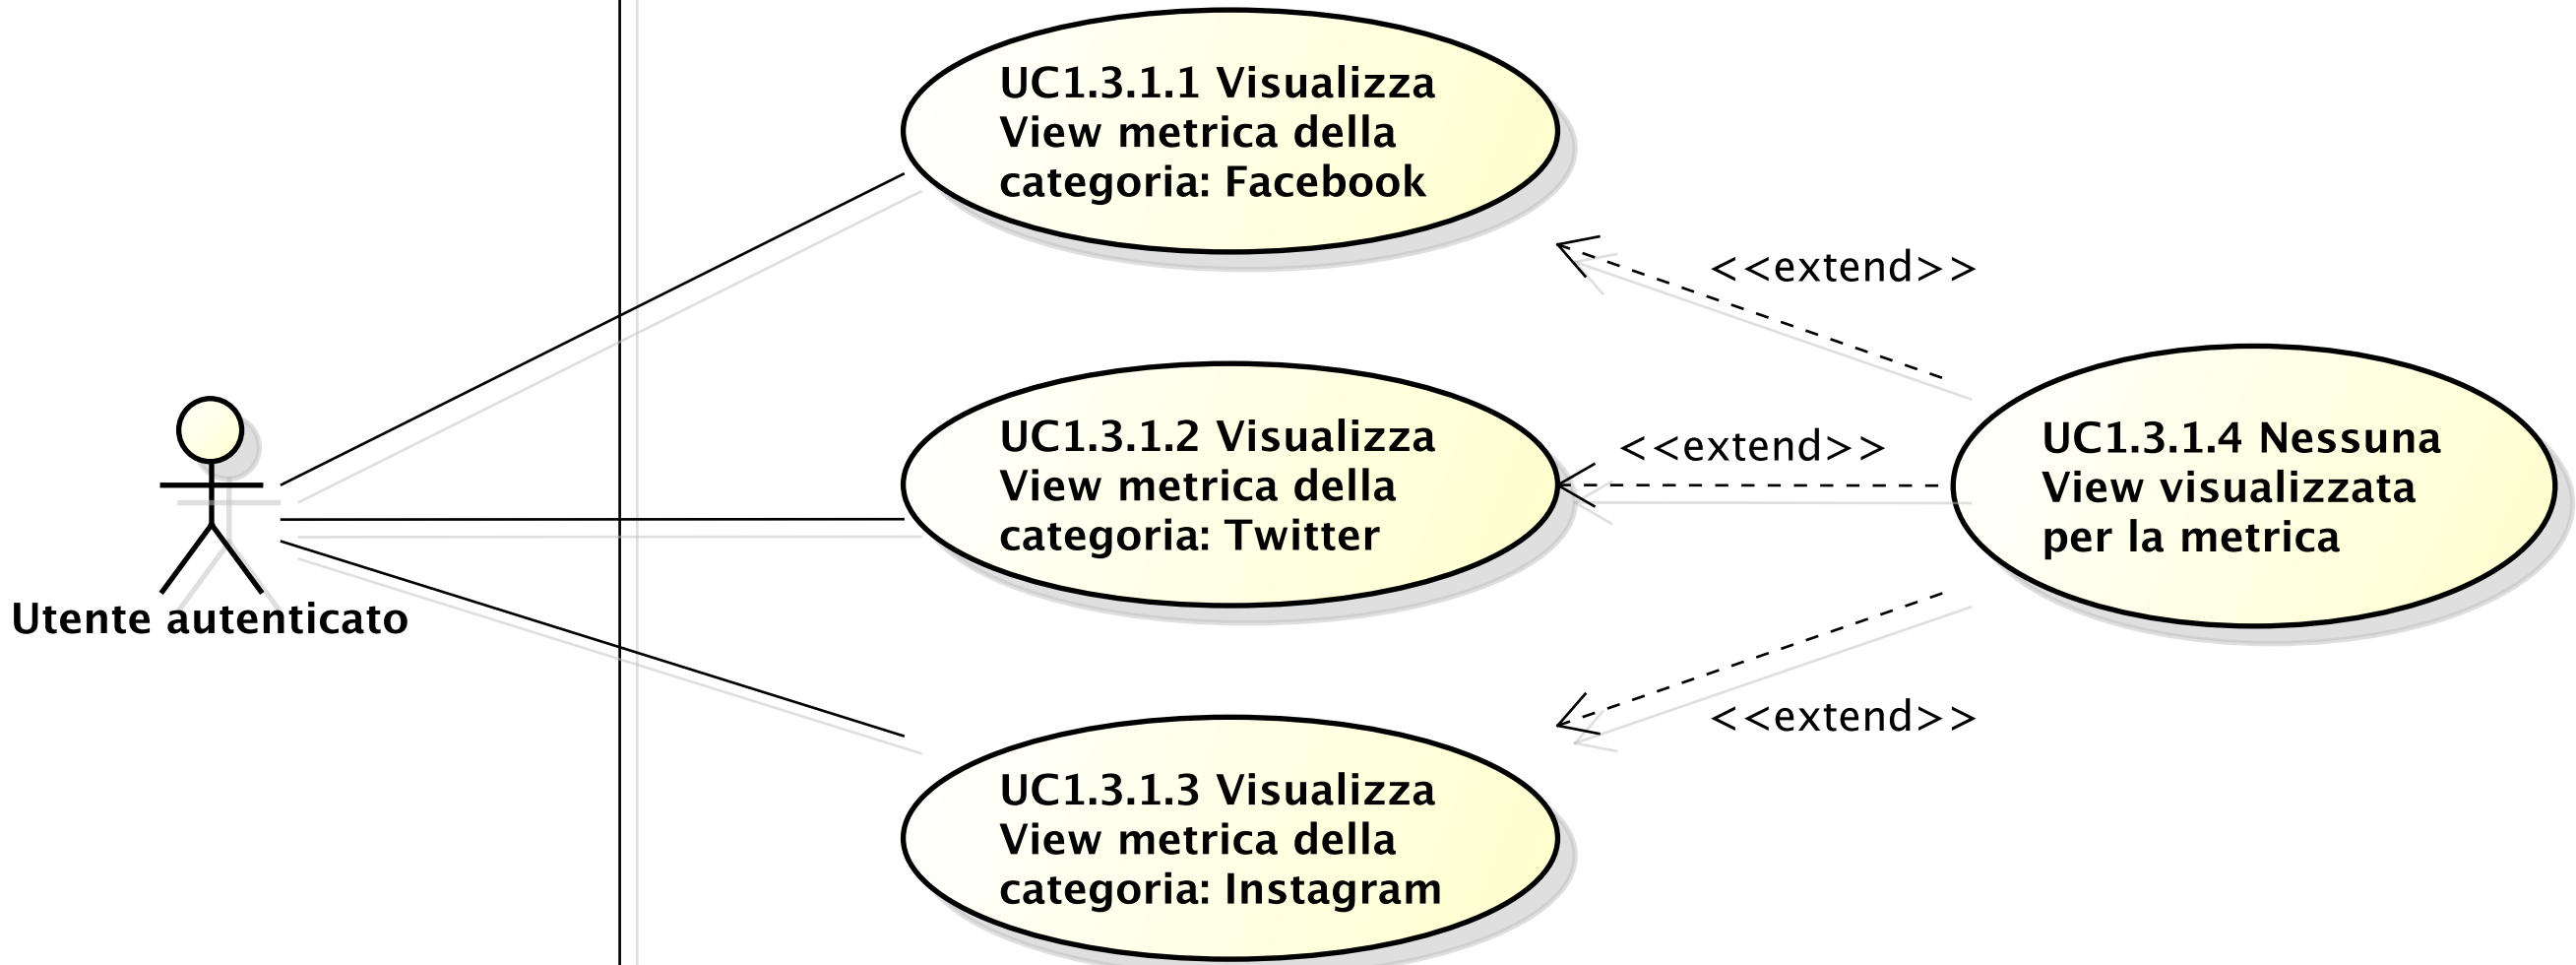 UC1.3.1.1 Visualizza
View metrica della
categoria: Facebook
<<extend>>
UC1.3.1.2 Visualizza
View metrica della
categoria: Twitter
<<extend>>
UC1.3.1.4 Nessuna
View visualizzata
per la metrica
Utente autenticato
<<extend>>
UC1.3.1.3 Visualizza
View metrica della
categoria: Instagram